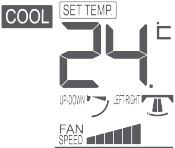 COOL SET TEMP.
24.°C
UP-DOWN LEFT-RIGHT
FAN
SPEED